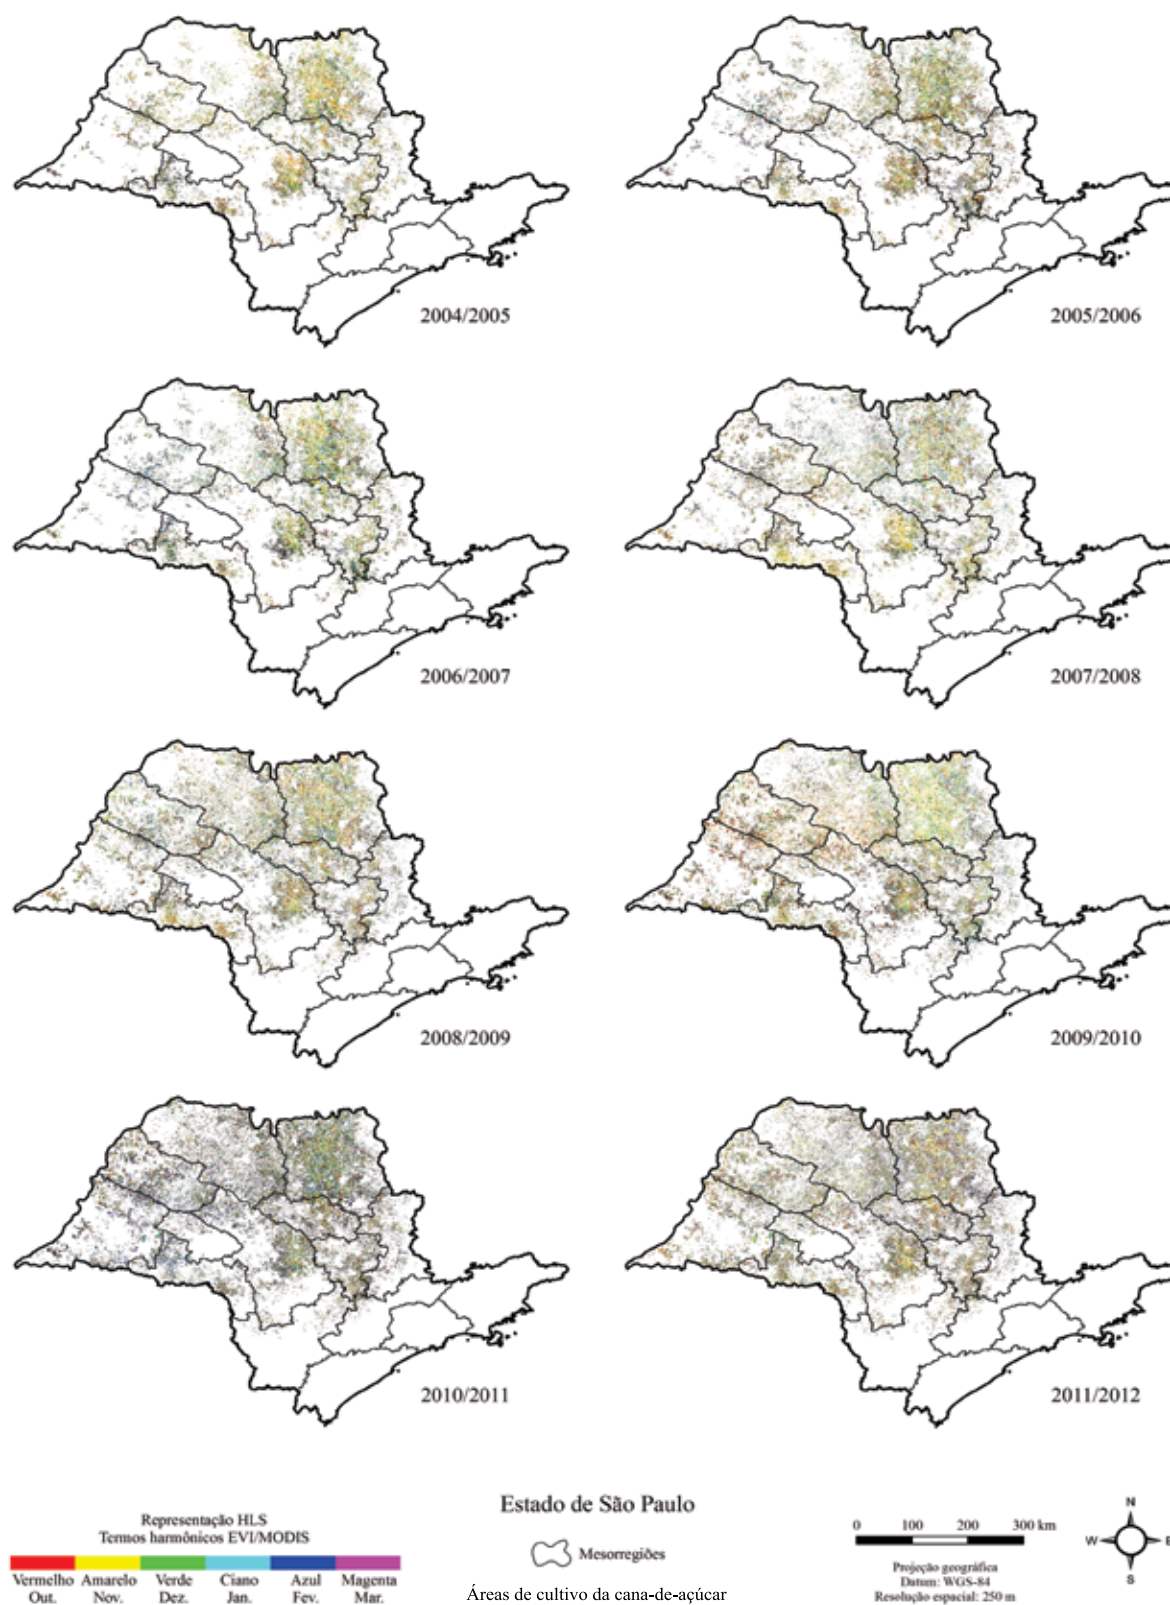 2004/2005
2005/2006
2006/2007
2007/2008
2008/2009
2009/2010
2010/2011
2011/2012
Representação HLS
Termos harmônicos EVI/MODIS
Vermelho Amarelo Verde Ciano Azul Magenta
Out. Nov. Dez. Jan. Fev. Mar.
Estado de São Paulo
Mesorregiões
Áreas de cultivo da cana-de-açúcar
0 100 200 300 km
Projeção geográfica
Datum: WGS-84
Resolução espacial: 250 m
N
W E
S